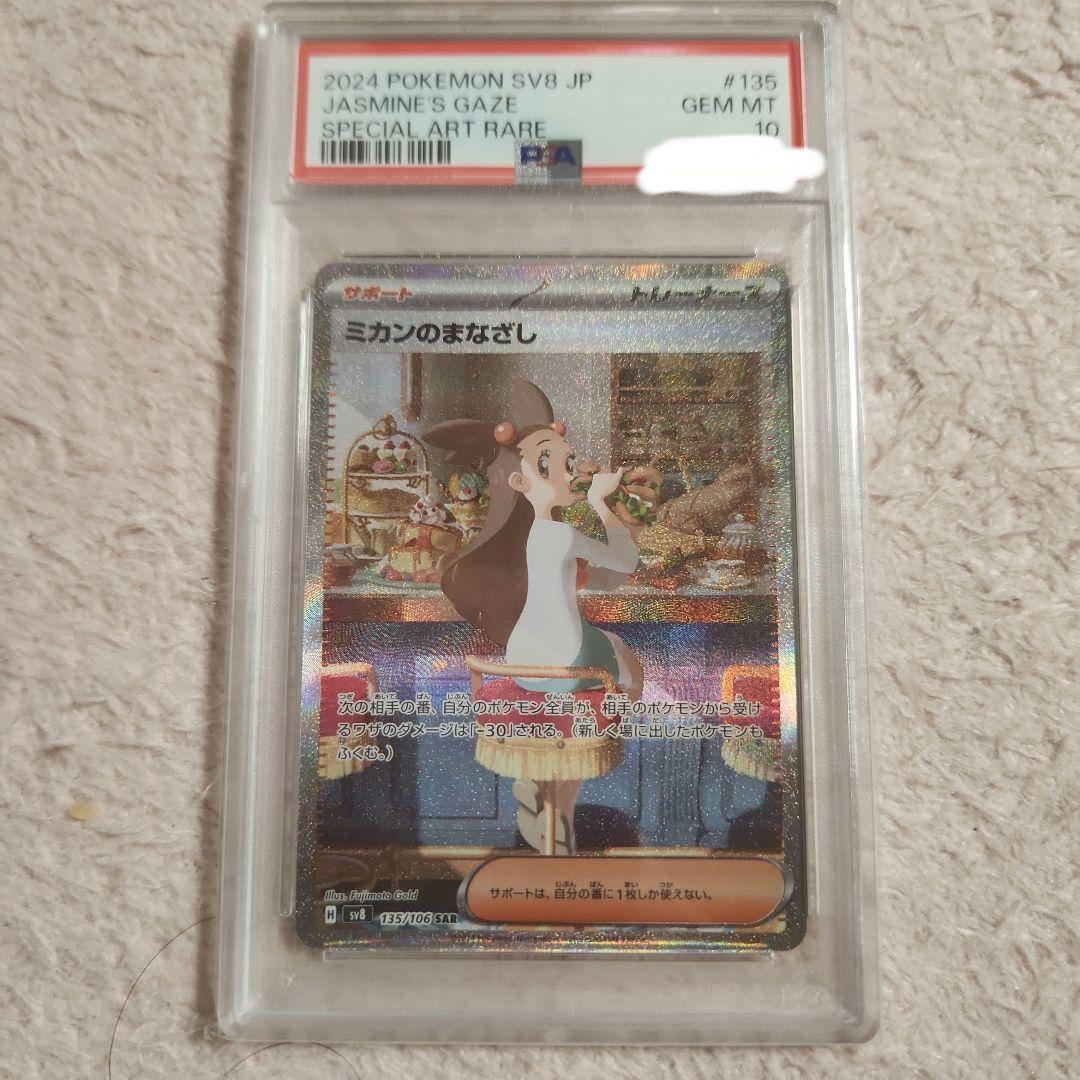 2024 POKEMON SV8 JP #135
JASMINE'S GAZE GEM MT
SPECIAL ART RARE 10
PSA
サポート トレーナーズ
ミカンのまなざし
次の相手の番、自分のポケモン全員が、相手のポケモンから受け
るワザのダメージは「-30」される。（新しく場に出したポケモンも
ふくむ。）
サポートは、自分の番に1枚しか使えない。
Illus. Fujimoto Gold
H sv8 135/106 SAR